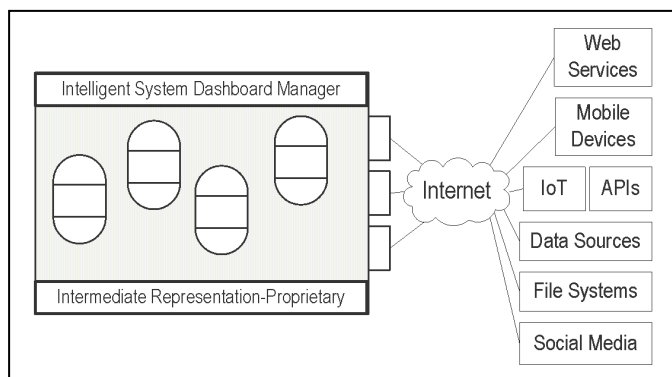 Intelligent System Dashboard Manager
Intermediate Representation-Proprietary
Internet
Web
Services
Mobile
Devices
IoT
APIs
Data Sources
File Systems
Social Media